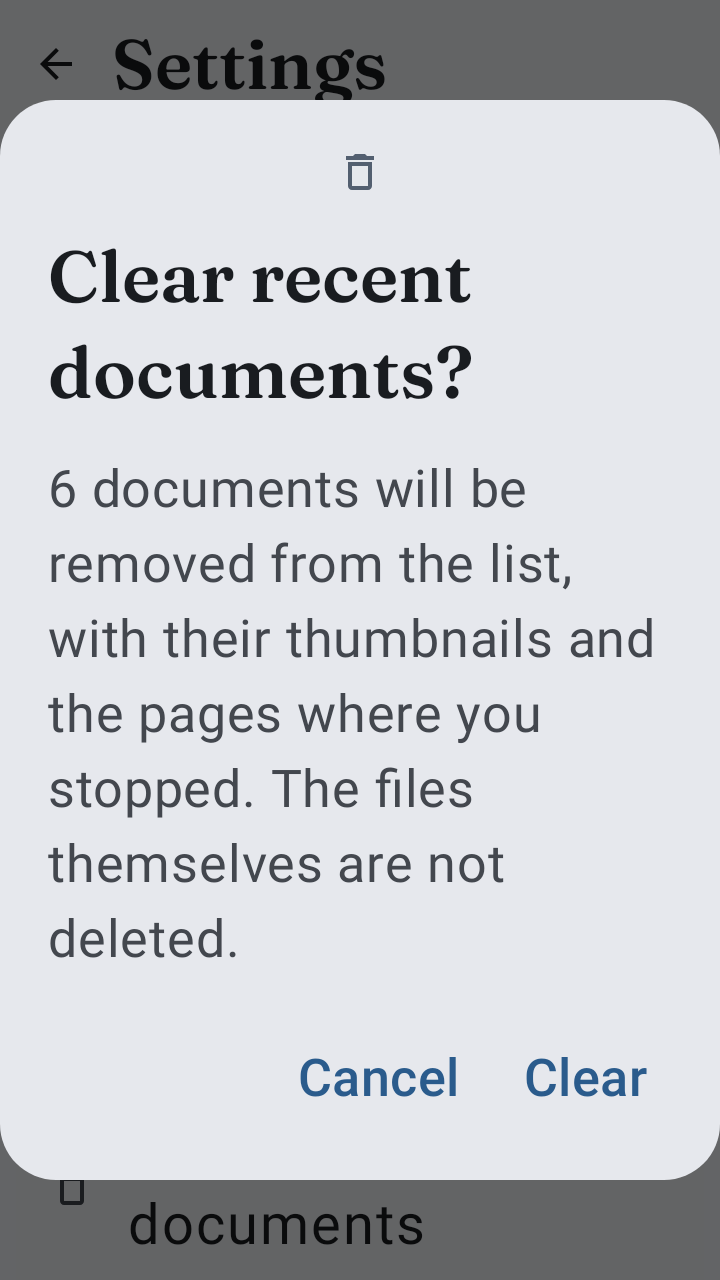 Settings
Clear recent
documents?
6 documents will be
removed from the list,
with their thumbnails and
the pages where you
stopped. The files
themselves are not
deleted.
Cancel Clear
documents